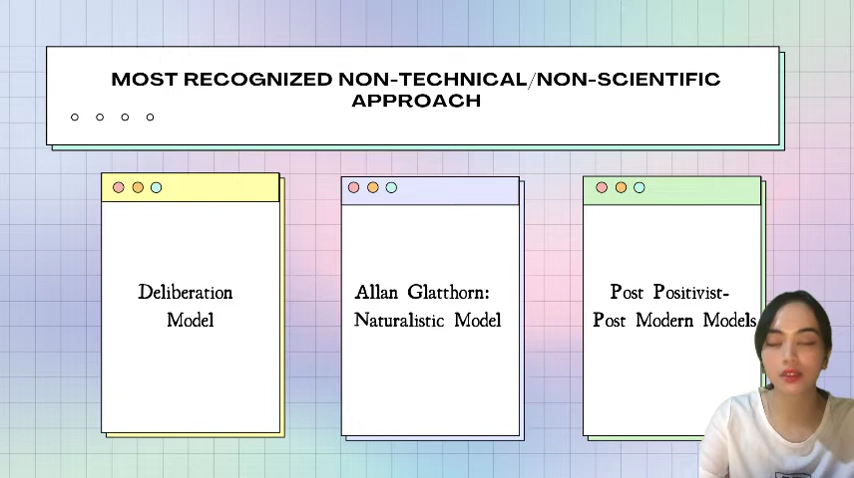 MOST RECOGNIZED NON-TECHNICAL/NON-SCIENTIFIC
APPROACH
Deliberation
Model
Allan Glatthorn:
Naturalistic Model
Post Positivist-
Post Modern Models